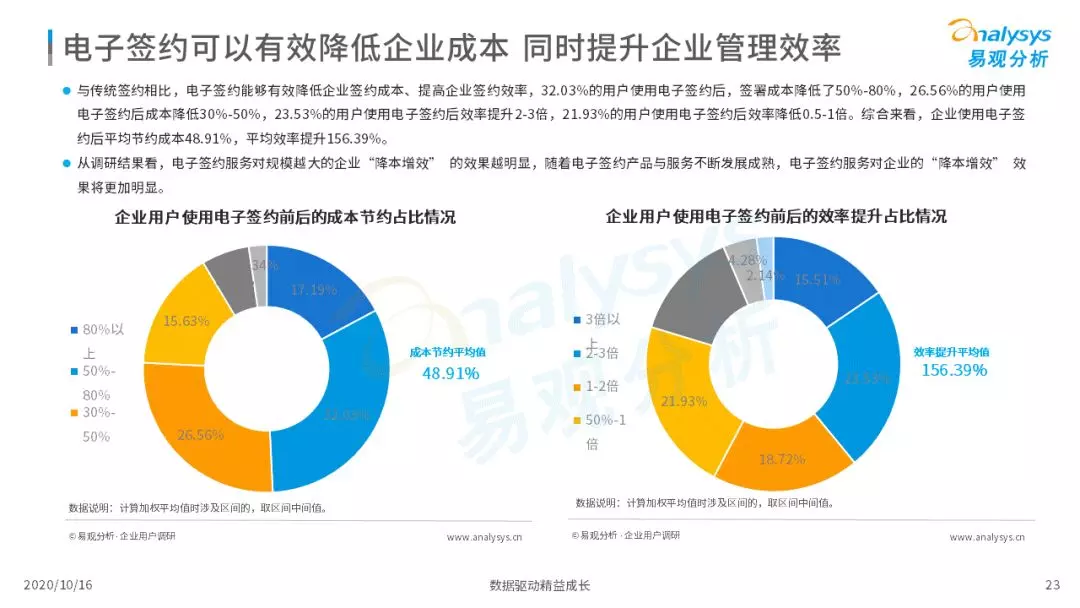 电子签约可以有效降低企业成本 同时提升企业管理效率
analysys
易观分析
与传统签约相比，电子签约能够有效降低企业签约成本、提高企业签约效率，32.03%的用户使用电子签约后，签署成本降低了50%-80%，26.56%的用户使用
电子签约后成本降低30%-50%，23.53%的用户使用电子签约后效率提升2-3倍，21.93%的用户使用电子签约后效率降低0.5-1倍。综合来看，企业使用电子签
约后平均节约成本48.91%，平均效率提升156.39%。
从调研结果看，电子签约服务对规模越大的企业“降本增效” 的效果越明显，随着电子签约产品与服务不断发展成熟，电子签约服务对企业的“降本增效” 效
果将更加明显。
企业用户使用电子签约前后的成本节约占比情况
34%
17.19%
15.63%
32.03%
26.56%
80%以
上
50%-
80%
30%-
50%
成本节约平均值
48.91%
数据说明：计算加权平均值时涉及区间的，取区间中间值。
©易观分析·企业用户调研
www.analysys.cn
企业用户使用电子签约前后的效率提升占比情况
4.28%
2.14%
15.51%
23.53%
21.93%
18.72%
3倍以
上
2-3倍
1-2倍
50%-1
倍
效率提升平均值
156.39%
数据说明：计算加权平均值时涉及区间的，取区间中间值。
©易观分析·企业用户调研
www.analysys.cn
analysys
易观分析
2020/10/16
数据驱动精益成长
23